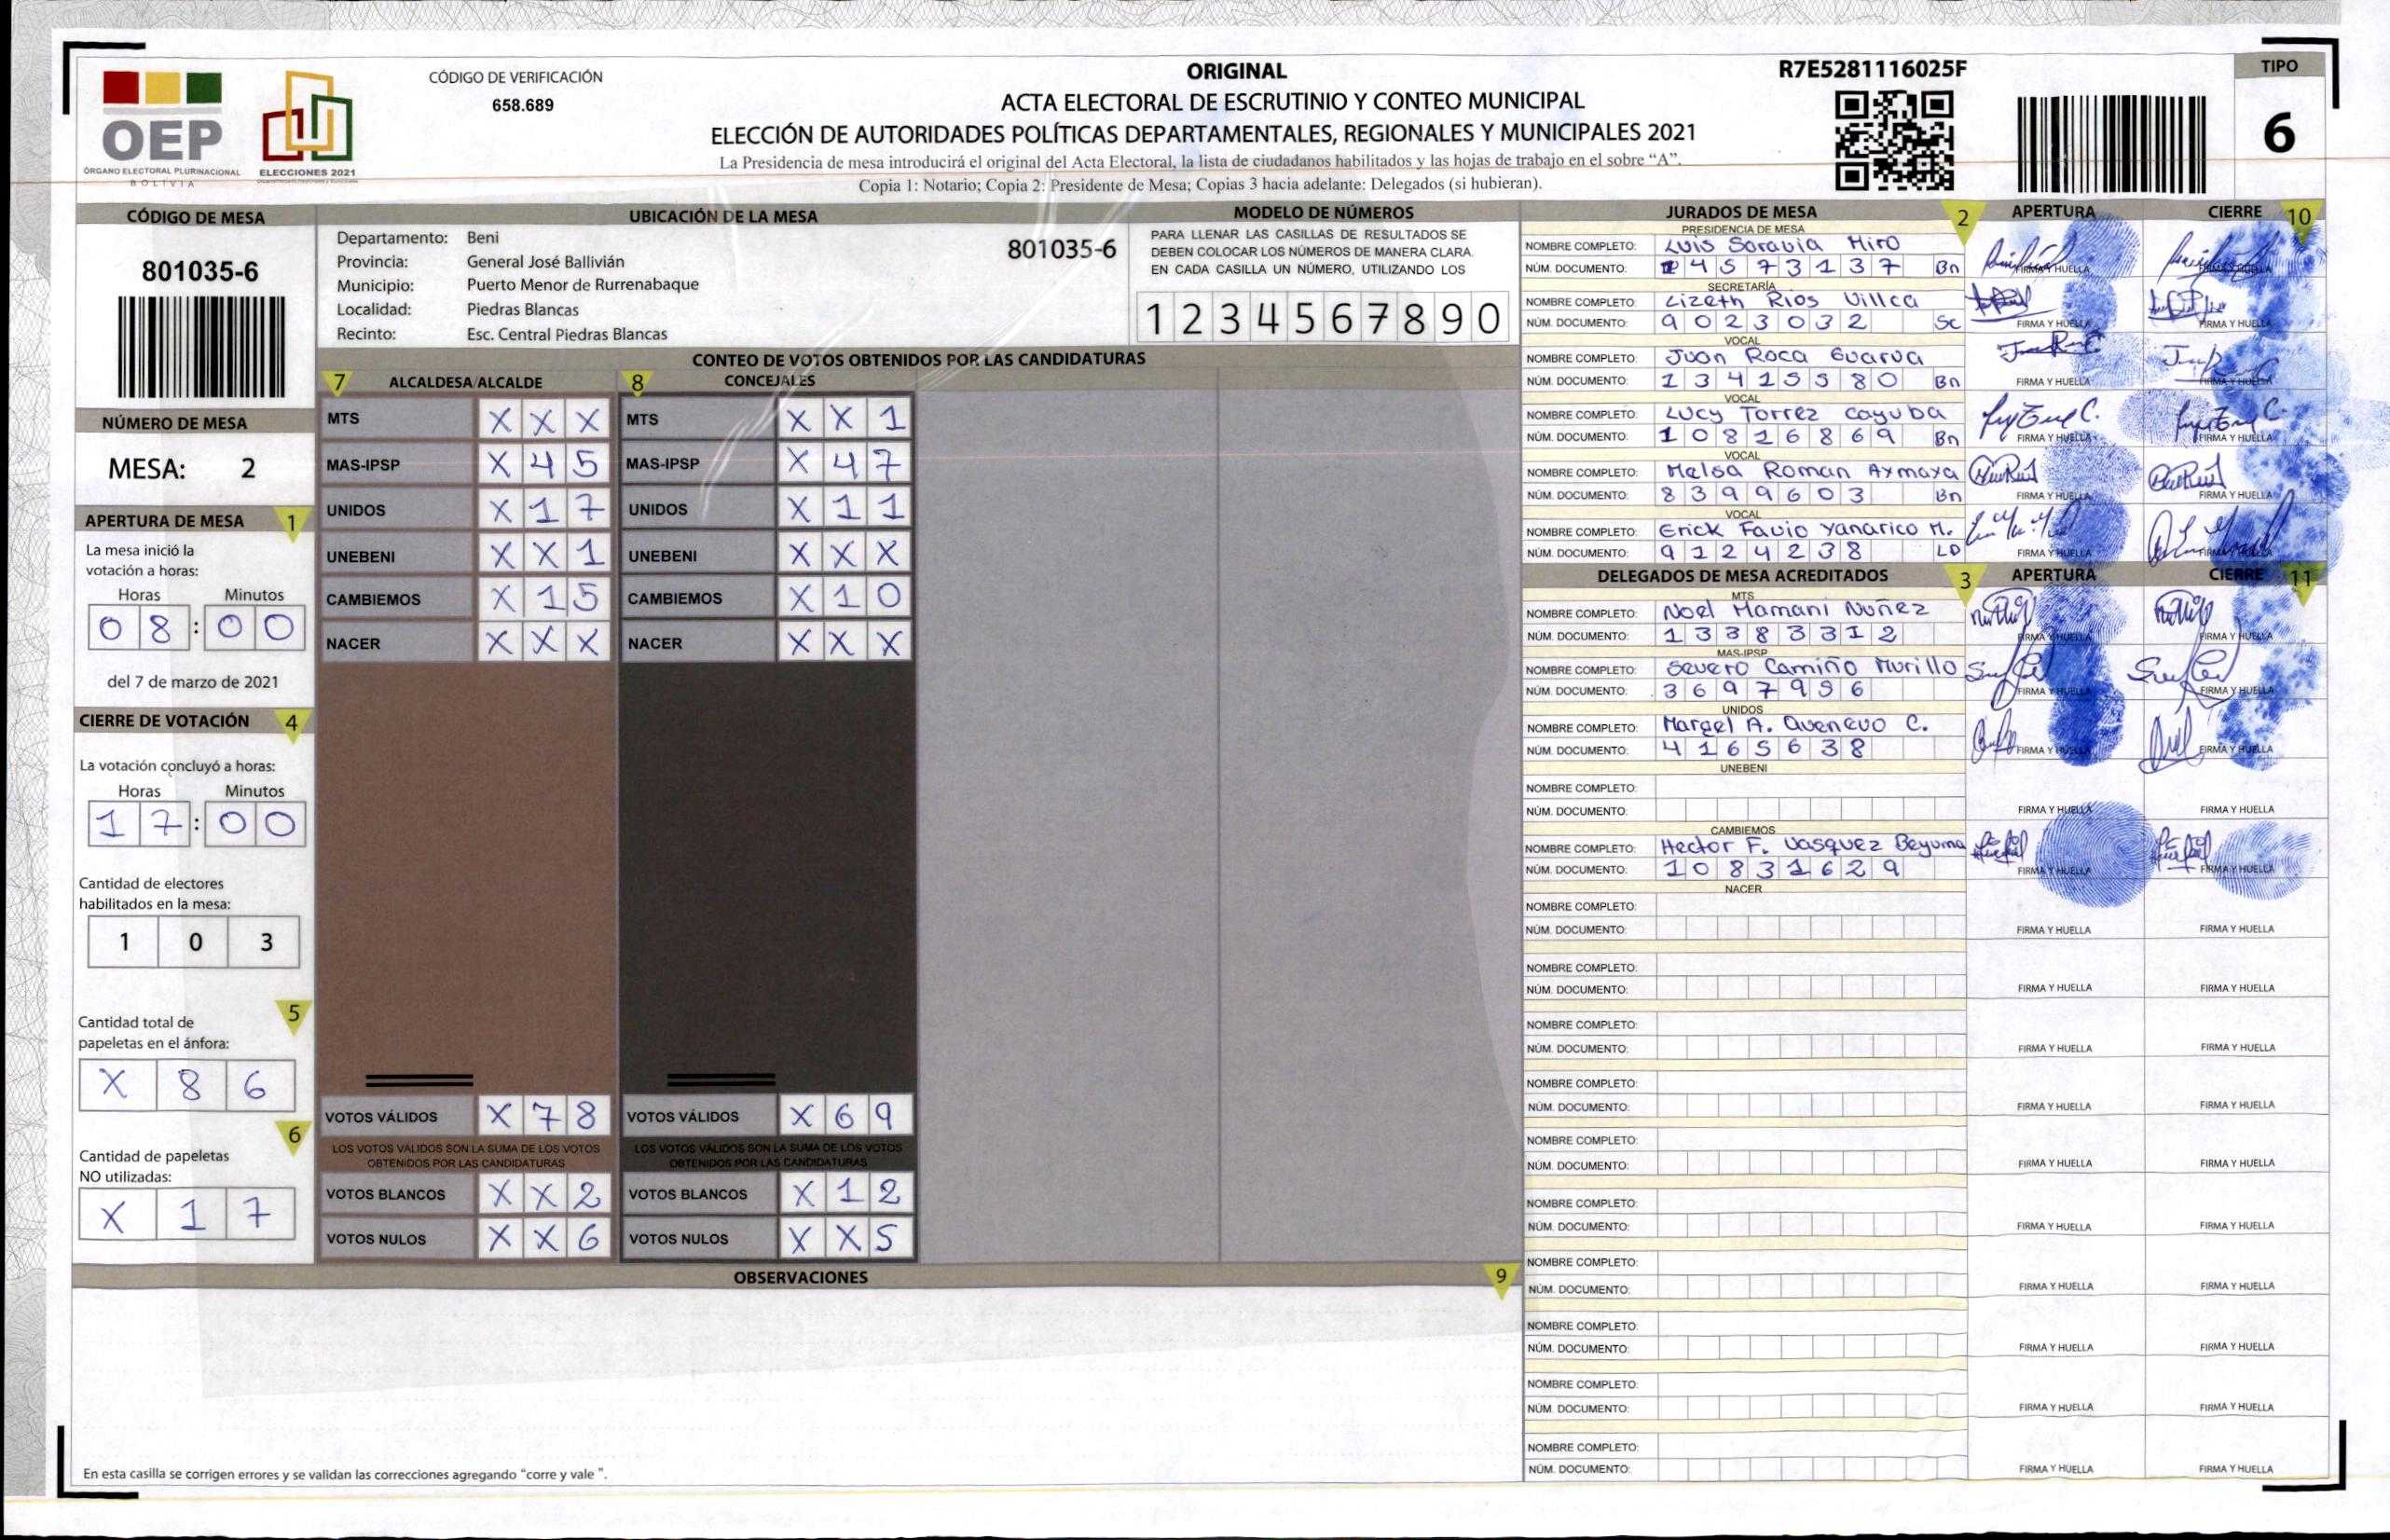 ORIGINAL
R7E5281116025F
TIPO
6
CÓDIGO DE VERIFICACIÓN
658.689
ACTA ELECTORAL DE ESCRUTINIO Y CONTEO MUNICIPAL
ELECCIÓN DE AUTORIDADES POLÍTICAS DEPARTAMENTALES, REGIONALES Y MUNICIPALES 2021
La Presidencia de mesa introducirá el original del Acta Electoral, la lista de ciudadanos habilitados y las hojas de trabajo en el sobre “A”.
Copia 1: Notario; Copia 2: Presidente de Mesa; Copias 3 hacia adelante: Delegados (si hubieran).
OEP
ÓRGANO ELECTORAL PLURINACIONAL
BOLIVIA
ELECCIONES 2021
CÓDIGO DE MESA
801035-6
NÚMERO DE MESA
MESA: 2
APERTURA DE MESA 1
La mesa inició la
votación a horas:
Horas Minutos
0 8 : 0 0
del 7 de marzo de 2021
CIERRE DE VOTACIÓN 4
La votación concluyó a horas:
Horas Minutos
1 7 : 0 0
Cantidad de electores
habilitados en la mesa:
1 0 3
5
Cantidad total de
papeletas en el ánfora:
X 8 6
6
Cantidad de papeletas
NO utilizadas:
X 1 7
UBICACIÓN DE LA MESA
Departamento: Beni
801035-6
Provincia: General José Ballivián
Municipio: Puerto Menor de Rurrenabaque
Localidad: Piedras Blancas
Recinto: Esc. Central Piedras Blancas
MODELO DE NÚMEROS
PARA LLENAR LAS CASILLAS DE RESULTADOS SE
DEBEN COLOCAR LOS NÚMEROS DE MANERA CLARA.
EN CADA CASILLA UN NÚMERO, UTILIZANDO LOS
1 2 3 4 5 6 7 8 9 0
CONTEO DE VOTOS OBTENIDOS POR LAS CANDIDATURAS
7 ALCALDESA/ALCALDE
MTS X X X
MAS-IPSP X 4 5
UNIDOS X 1 7
UNEBENI X X 1
CAMBIEMOS X 1 5
NACER X X X
VOTOS VÁLIDOS X 7 8
LOS VOTOS VÁLIDOS SON LA SUMA DE LOS VOTOS
OBTENIDOS POR LAS CANDIDATURAS
VOTOS BLANCOS X X 2
VOTOS NULOS X X 6
8 CONCEJALES
MTS X X 1
MAS-IPSP X 4 7
UNIDOS X 1 1
UNEBENI X X X
CAMBIEMOS X 1 0
NACER X X X
VOTOS VÁLIDOS X 6 9
LOS VOTOS VÁLIDOS SON LA SUMA DE LOS VOTOS
OBTENIDOS POR LAS CANDIDATURAS
VOTOS BLANCOS X 1 2
VOTOS NULOS X X 5
OBSERVACIONES 9
En esta casilla se corrigen errores y se validan las correcciones agregando “corre y vale ”.
JURADOS DE MESA 2 APERTURA CIERRE 10
PRESIDENCIA DE MESA
NOMBRE COMPLETO: Luis Saravia Miro
NÚM. DOCUMENTO: 4 5 7 3 1 3 7 Bn FIRMA Y HUELLA FIRMA Y HUELLA
SECRETARÍA
NOMBRE COMPLETO: Lizeth Rios Villca
NÚM. DOCUMENTO: 9 0 2 3 0 3 2 Sc FIRMA Y HUELLA FIRMA Y HUELLA
VOCAL
NOMBRE COMPLETO: Juan Roca Guarua
NÚM. DOCUMENTO: 1 3 4 1 5 5 8 0 Bn FIRMA Y HUELLA FIRMA Y HUELLA
VOCAL
NOMBRE COMPLETO: Lucy Torrez Cayuba
NÚM. DOCUMENTO: 1 0 8 2 6 8 6 9 Bn FIRMA Y HUELLA FIRMA Y HUELLA
VOCAL
NOMBRE COMPLETO: Melsa Roman Axmaxa
NÚM. DOCUMENTO: 8 3 9 9 6 0 3 Bn FIRMA Y HUELLA FIRMA Y HUELLA
VOCAL
NOMBRE COMPLETO: Erick Favio Yanarico M.
NÚM. DOCUMENTO: 9 1 2 4 2 3 8 LP FIRMA Y HUELLA FIRMA Y HUELLA
DELEGADOS DE MESA ACREDITADOS 3 APERTURA CIERRE 11
MTS
NOMBRE COMPLETO: Noel Mamani Nuñez
NÚM. DOCUMENTO: 1 3 3 8 3 3 1 2 FIRMA Y HUELLA FIRMA Y HUELLA
MAS-IPSP
NOMBRE COMPLETO: Severo Camiño Murillo
NÚM. DOCUMENTO: 3 6 9 7 9 9 6 FIRMA Y HUELLA FIRMA Y HUELLA
UNIDOS
NOMBRE COMPLETO: Margel A. Quenevo C.
NÚM. DOCUMENTO: 4 1 6 5 6 3 8 FIRMA Y HUELLA FIRMA Y HUELLA
UNEBENI
NOMBRE COMPLETO:
NÚM. DOCUMENTO: FIRMA Y HUELLA FIRMA Y HUELLA
CAMBIEMOS
NOMBRE COMPLETO: Hector F. Vasquez Beyuma
NÚM. DOCUMENTO: 1 0 8 3 1 6 2 9 FIRMA Y HUELLA FIRMA Y HUELLA
NACER
NOMBRE COMPLETO:
NÚM. DOCUMENTO: FIRMA Y HUELLA FIRMA Y HUELLA
NOMBRE COMPLETO:
NÚM. DOCUMENTO: FIRMA Y HUELLA FIRMA Y HUELLA
NOMBRE COMPLETO:
NÚM. DOCUMENTO: FIRMA Y HUELLA FIRMA Y HUELLA
NOMBRE COMPLETO:
NÚM. DOCUMENTO: FIRMA Y HUELLA FIRMA Y HUELLA
NOMBRE COMPLETO:
NÚM. DOCUMENTO: FIRMA Y HUELLA FIRMA Y HUELLA
NOMBRE COMPLETO:
NÚM. DOCUMENTO: FIRMA Y HUELLA FIRMA Y HUELLA
NOMBRE COMPLETO:
NÚM. DOCUMENTO: FIRMA Y HUELLA FIRMA Y HUELLA
NOMBRE COMPLETO:
NÚM. DOCUMENTO: FIRMA Y HUELLA FIRMA Y HUELLA
NOMBRE COMPLETO:
NÚM. DOCUMENTO: FIRMA Y HUELLA FIRMA Y HUELLA
NOMBRE COMPLETO:
NÚM. DOCUMENTO: FIRMA Y HUELLA FIRMA Y HUELLA